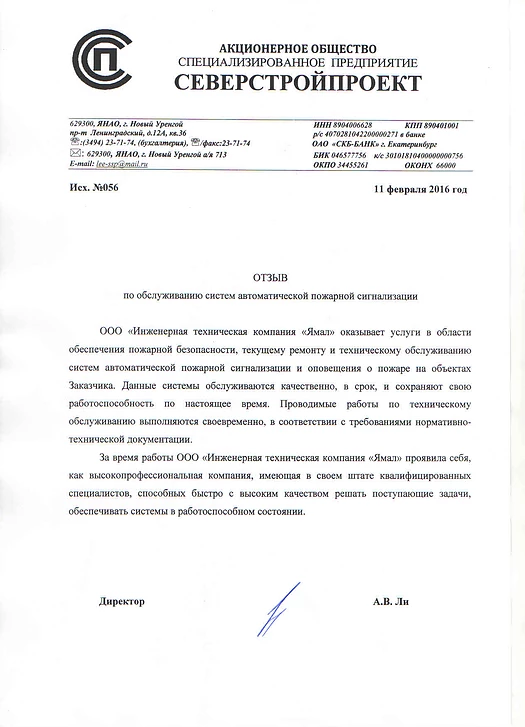 АКЦИОНЕРНОЕ ОБЩЕСТВО
СПЕЦИАЛИЗИРОВАННОЕ ПРЕДПРИЯТИЕ
СЕВЕРСТРОЙПРОЕКТ
629300, ЯНАО, г. Новый Уренгой
пр-т Ленинградский, д.12А, кв.36
☏:(3494) 23-71-74, (бухгалтерия), ☏/факс:23-71-74
✉: 629300, ЯНАО, г. Новый Уренгой а/я 713
E-mail: lee-ssp@mail.ru
ИНН 8904006628 КПП 890401001
р/с 4070281042200000271 в банке
ОАО «СКБ-БАНК» г. Екатеринбург
БИК 046577756 к/с 30101810400000000756
ОКПО 34455261 ОКОНХ 66000
Исх. №056 11 февраля 2016 год
ОТЗЫВ
по обслуживанию систем автоматической пожарной сигнализации
ООО «Инженерная техническая компания «Ямал» оказывает услуги в области
обеспечения пожарной безопасности, текущему ремонту и техническому обслуживанию
систем автоматической пожарной сигнализации и оповещения о пожаре на объектах
Заказчика. Данные системы обслуживаются качественно, в срок, и сохраняют свою
работоспособность по настоящее время. Проводимые работы по техническому
обслуживанию выполняются своевременно, в соответствии с требованиями нормативно-
технической документации.
За время работы ООО «Инженерная техническая компания «Ямал» проявила себя,
как высокопрофессиональная компания, имеющая в своем штате квалифицированных
специалистов, способных быстро с высоким качеством решать поступающие задачи,
обеспечивать системы в работоспособном состоянии.
Директор А.В. Ли